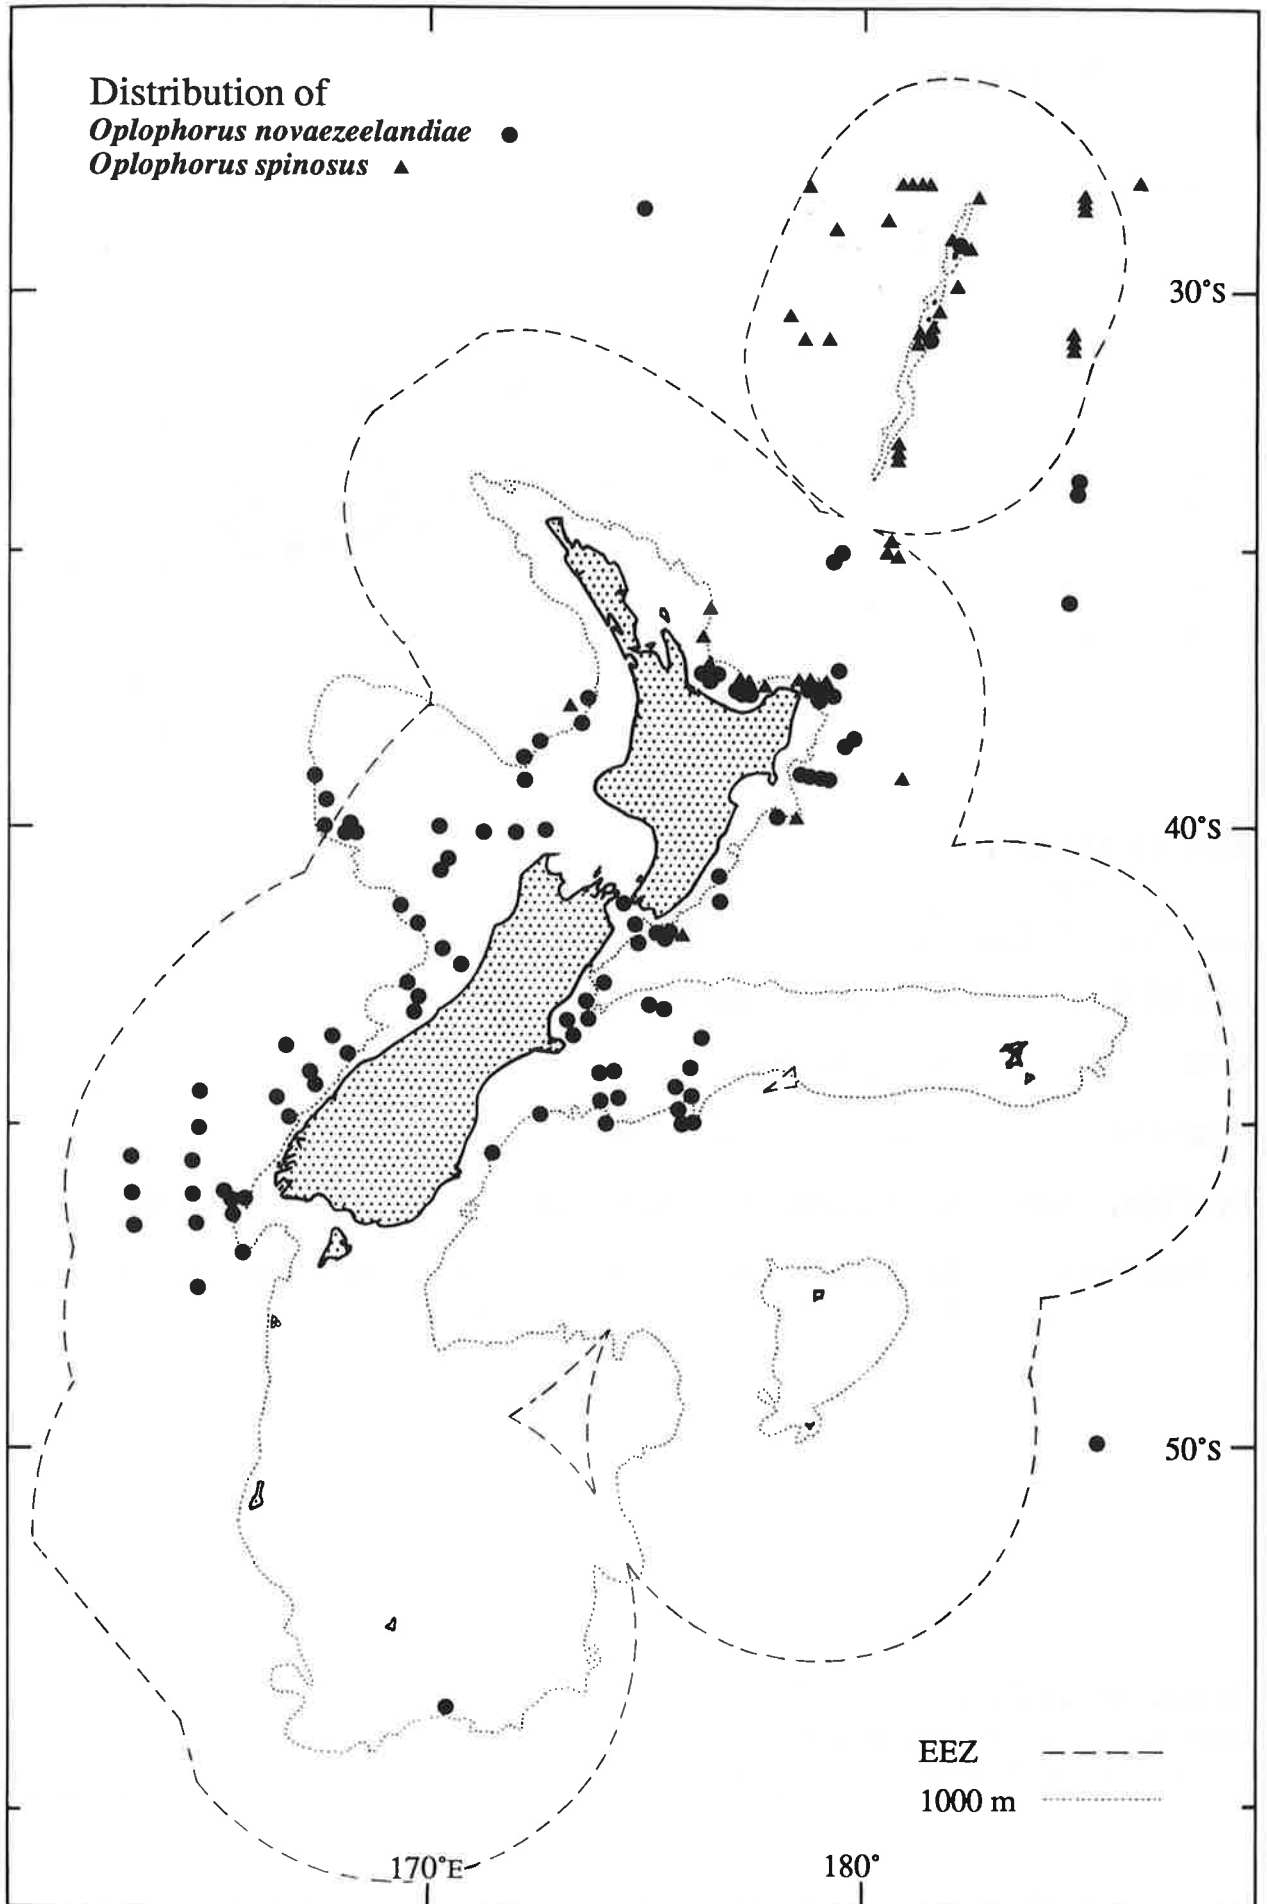 Distribution of
Oplophorus novaezeelandiae ●
Oplophorus spinosus ▲
30°S
40°S
50°S
EEZ
1000 m
170°E
180°